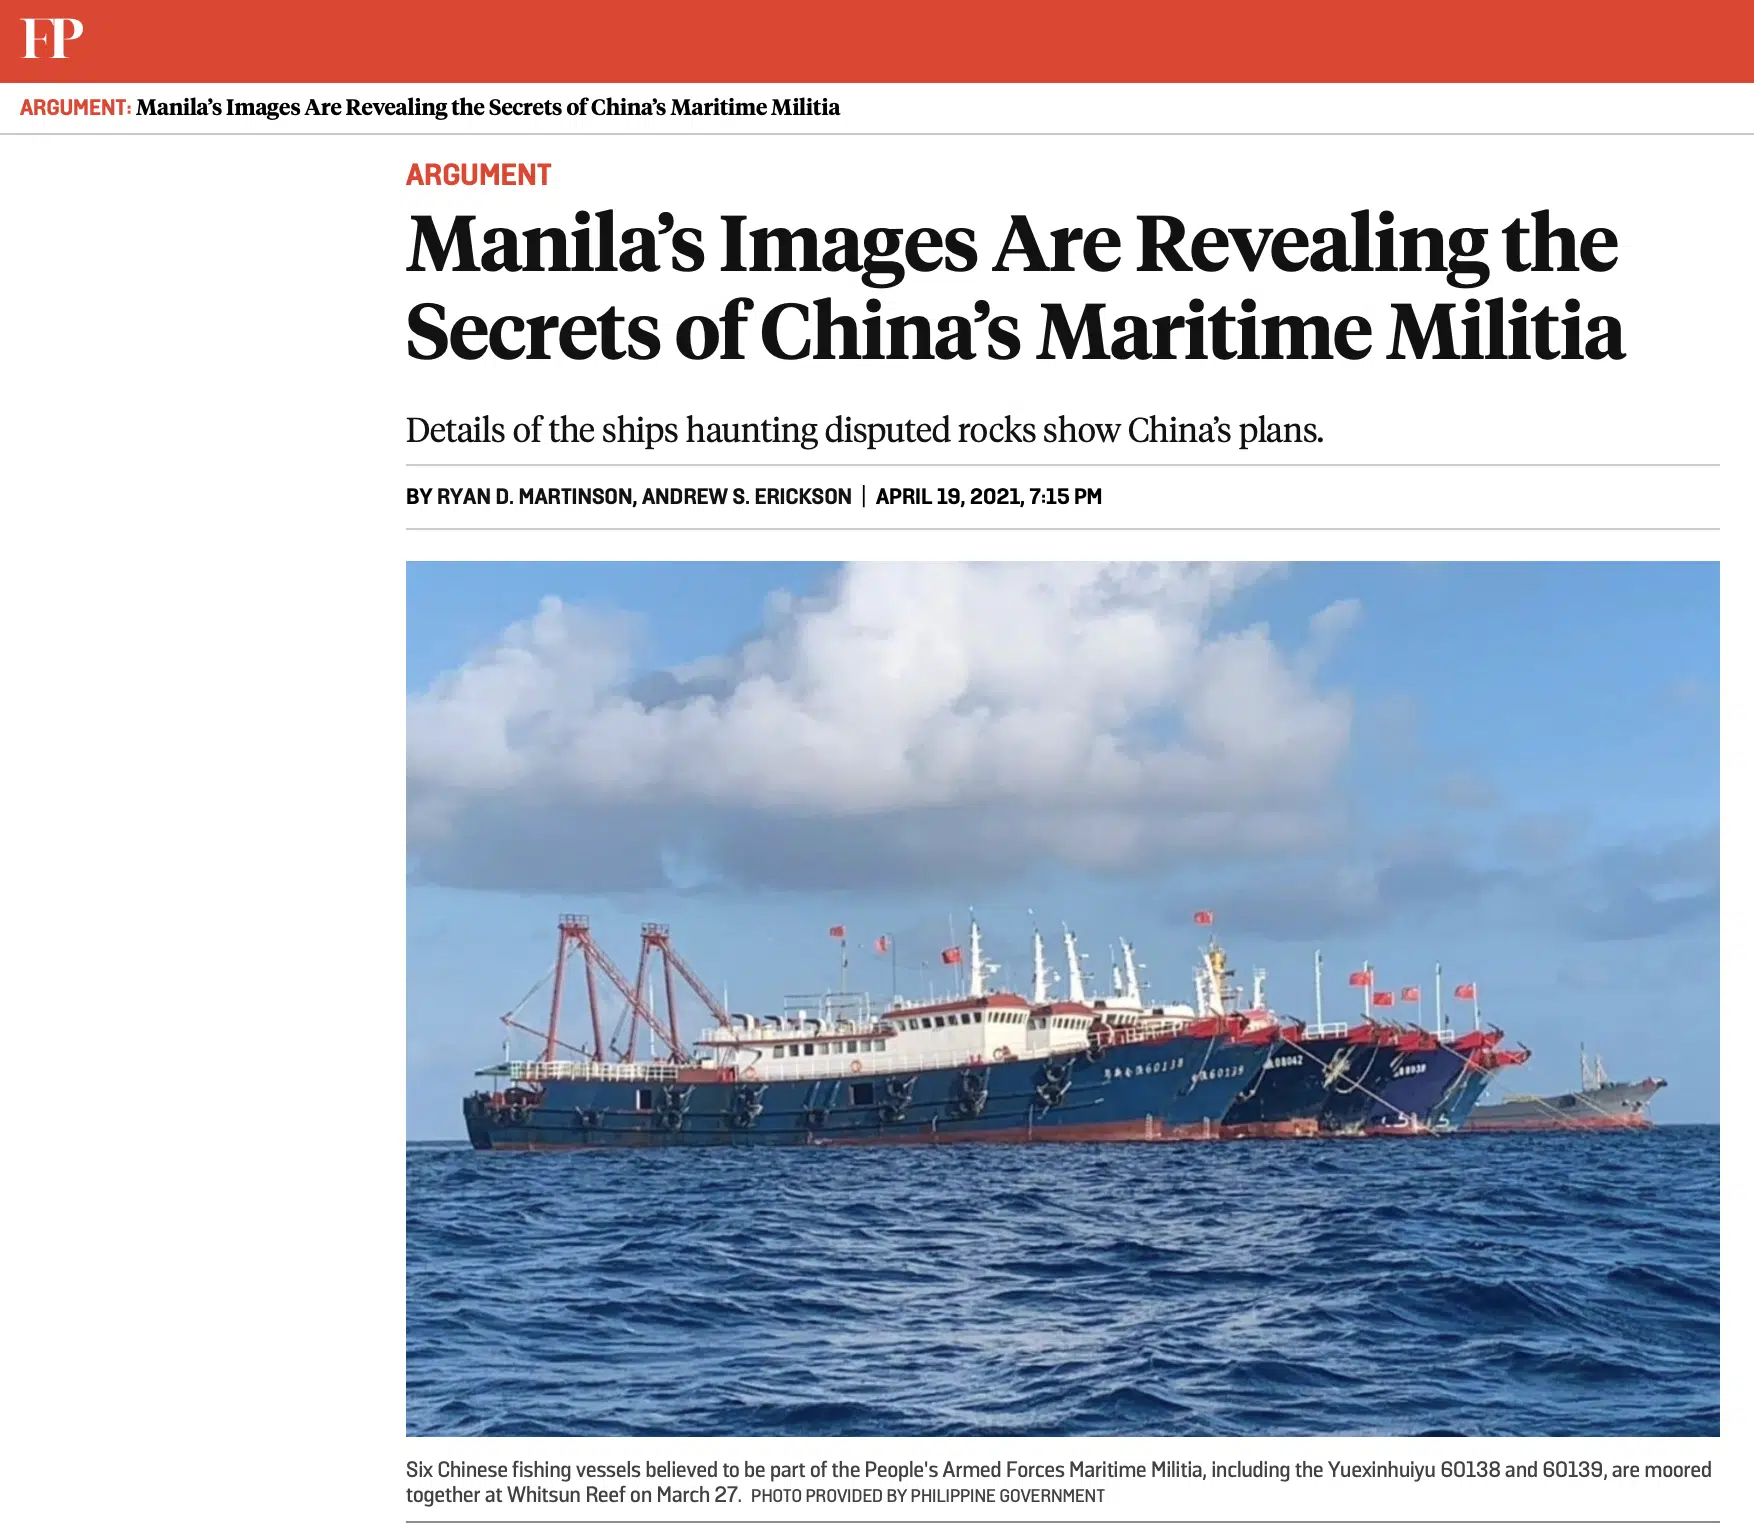 FP
ARGUMENT: Manila’s Images Are Revealing the Secrets of China’s Maritime Militia
ARGUMENT
Manila’s Images Are Revealing the
Secrets of China’s Maritime Militia
Details of the ships haunting disputed rocks show China’s plans.
BY RYAN D. MARTINSON, ANDREW S. ERICKSON | APRIL 19, 2021, 7:15 PM
60138
60139
08042
Six Chinese fishing vessels believed to be part of the People's Armed Forces Maritime Militia, including the Yuexinhuiyu 60138 and 60139, are moored
together at Whitsun Reef on March 27. PHOTO PROVIDED BY PHILIPPINE GOVERNMENT